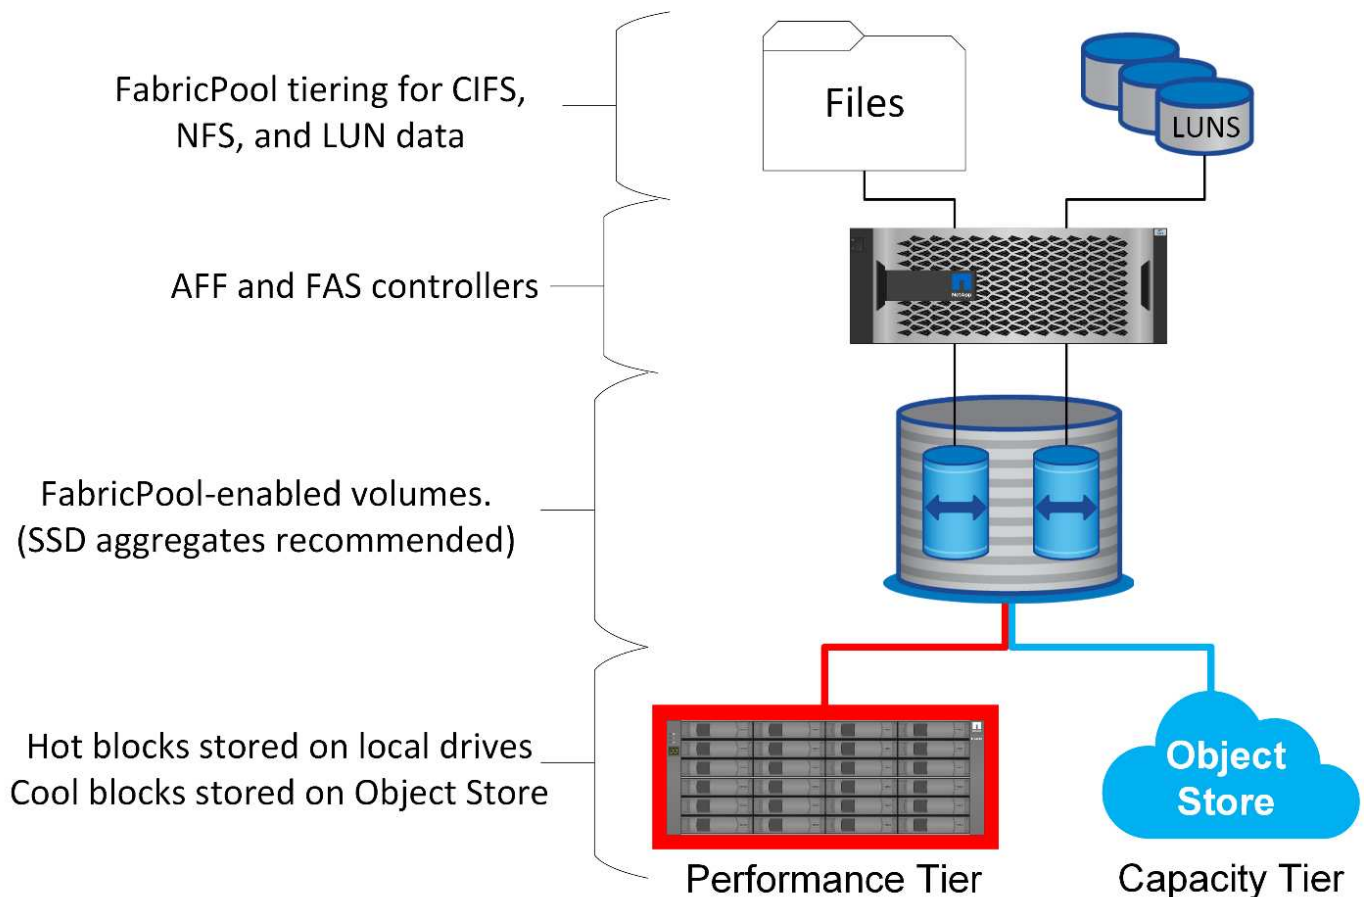 FabricPool tiering for CIFS,
NFS, and LUN data
Files
LUNS
AFF and FAS controllers
NetApp
FabricPool-enabled volumes.
(SSD aggregates recommended)
Hot blocks stored on local drives
Cool blocks stored on Object Store
Object
Store
Performance Tier
Capacity Tier